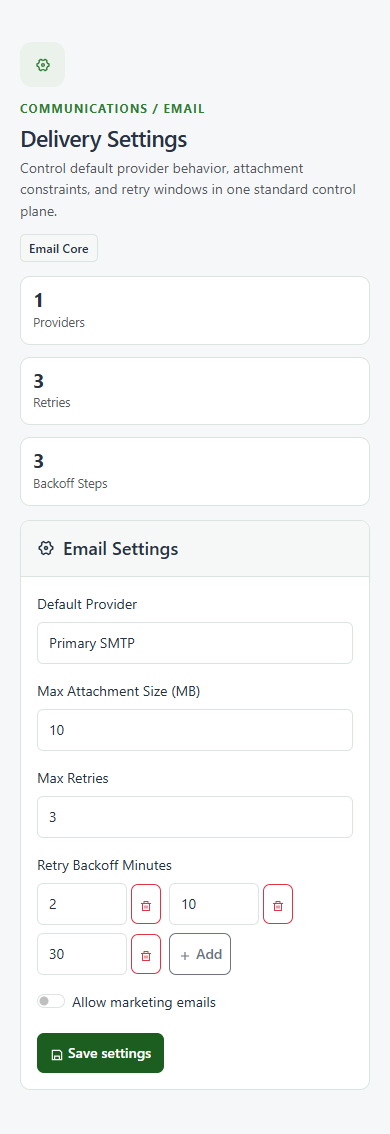 COMMUNICATIONS / EMAIL
Delivery Settings
Control default provider behavior, attachment
constraints, and retry windows in one standard control
plane.
Email Core
1
Providers
3
Retries
3
Backoff Steps
Email Settings
Default Provider
Primary SMTP
Max Attachment Size (MB)
10
Max Retries
3
Retry Backoff Minutes
2 10
30 + Add
Allow marketing emails
Save settings